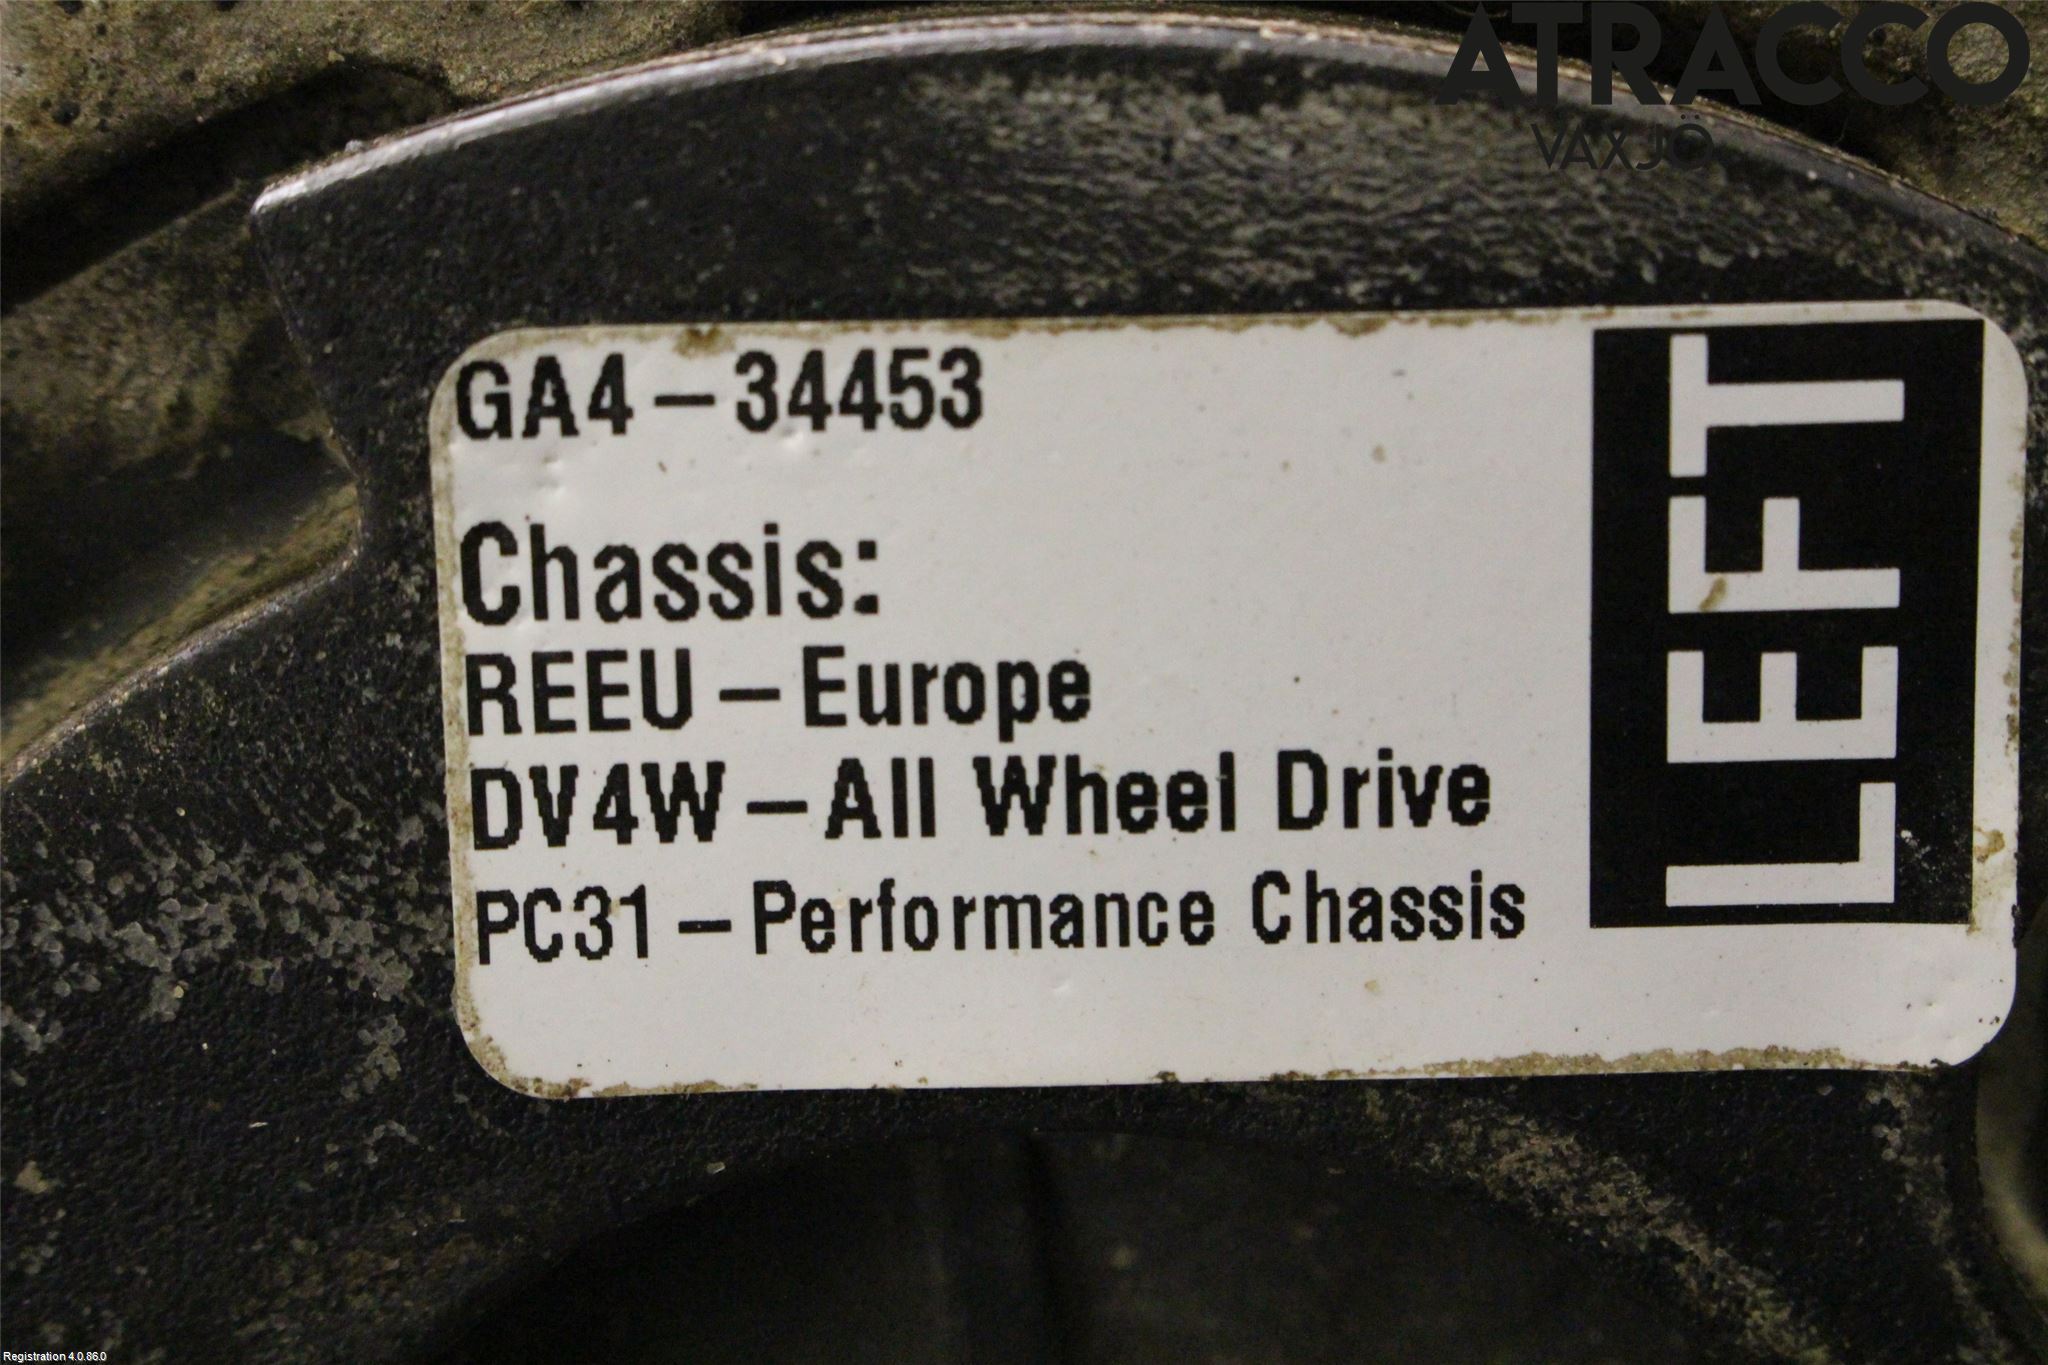 ATRACCO
VÄXJÖ
GA4-34453
Chassis:
REEU-Europe
DV4W-All Wheel Drive
PC31-Performance Chassis
LEFT
Registration 4.0.86.0